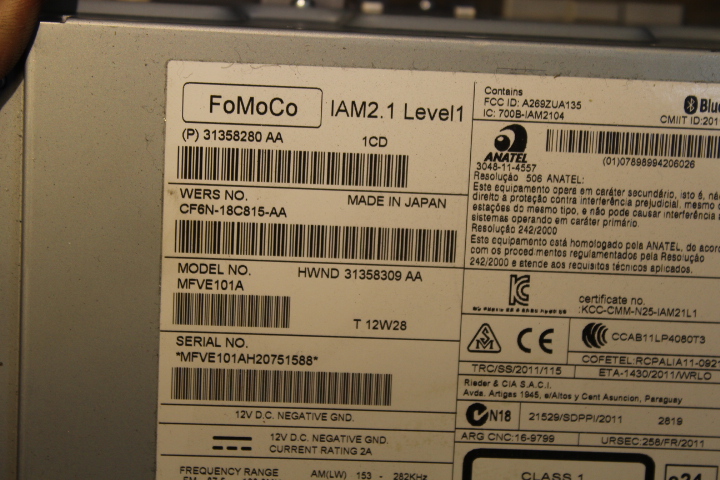 FoMoCo IAM2.1 Level1
(P) 31358280 AA 1CD
WERS NO. MADE IN JAPAN
CF6N-18C815-AA
MODEL NO. HWND 31358309 AA
MFVE101A
T 12W28
SERIAL NO.
*MFVE101AH20751588*
12V D.C. NEGATIVE GND.
12V D.C. NEGATIVE GND.
CURRENT RATING 2A
FREQUENCY RANGE AM(LW) 153 - 282KHz
Contains
FCC ID: A269ZUA135
IC: 700B-IAM2104
CMIIT ID:201
ANATEL
3048-11-4557
(01)07898994206026
Resolução 506 ANATEL:
Este equipamento opera em caráter secundário, isto é,
direito a proteção contra interferência prejudicial, mesmo
estações do mesmo tipo, e não pode causar interferência
sistemas operando em caráter primário.
Resolução 242/2000
Este equipamento está homologado pela ANATEL, de
com os procedimentos regulamentados pela Resolução
242/2000 e atende aos requisitos técnicos aplicados.
certificate no.
:KCC-CMM-N25-IAM21L1
CE
CCAB11LP4080T3
COFETEL:RCPALIA11-0921
TRC/SS/2011/115 ETA-1430/2011/WRLO
Rieder & CIA S.A.C.I.
Avda. Artigas 1945, e/Altos y Cent Asuncion, Paraguay
N18 21529/SDPPI/2011 2819
ARG CNC:16-9799 URSEC:256/FR/2011
CLASS 1